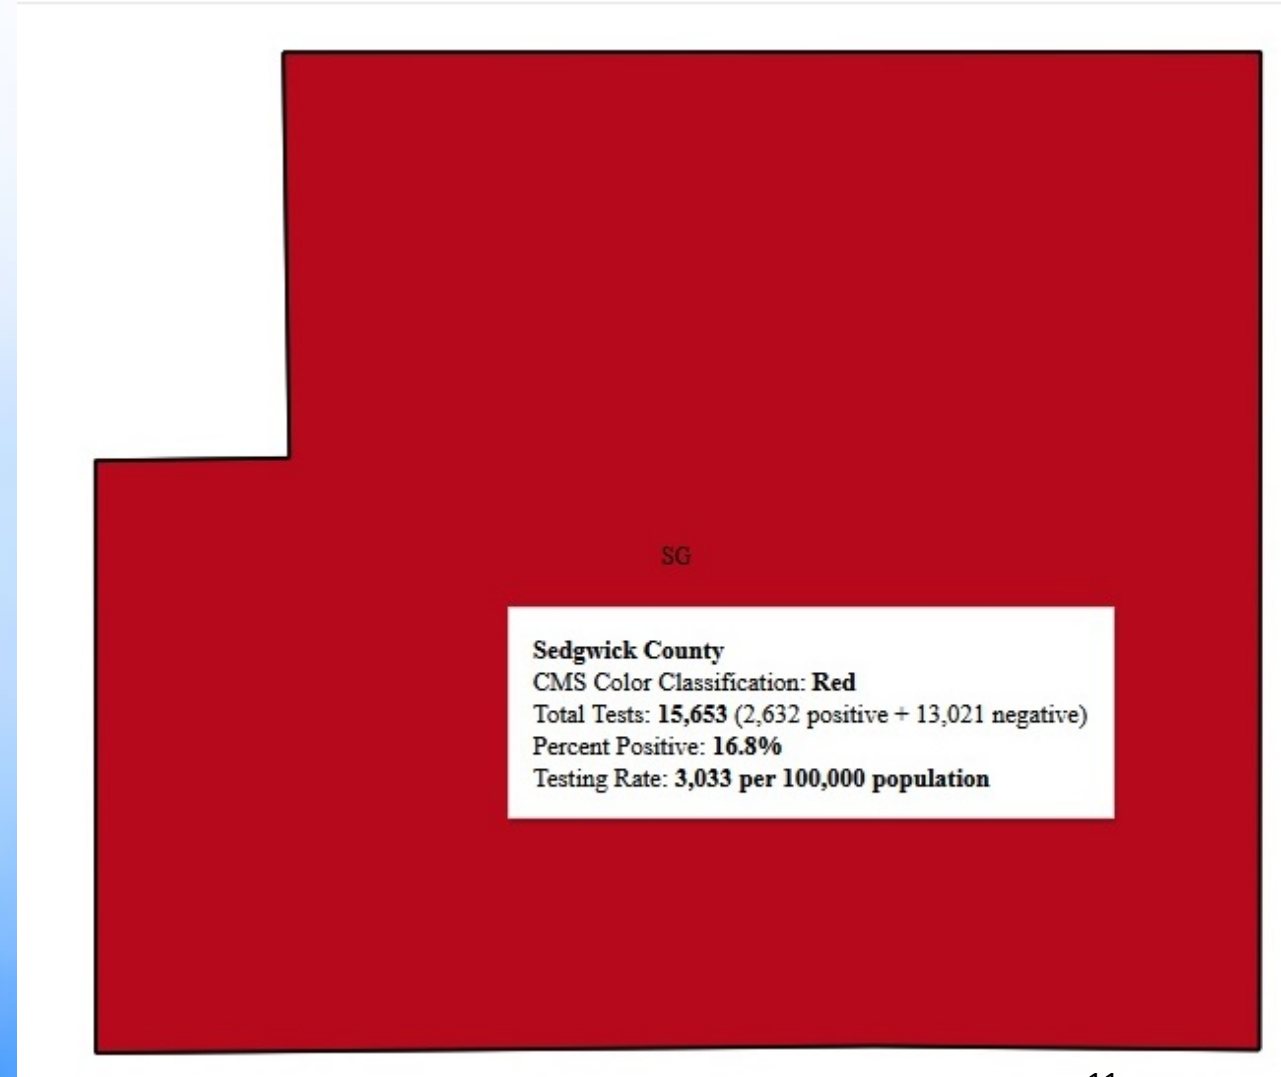 SG
Sedgwick County
CMS Color Classification: Red
Total Tests: 15,653 (2,632 positive + 13,021 negative)
Percent Positive: 16.8%
Testing Rate: 3,033 per 100,000 population
11